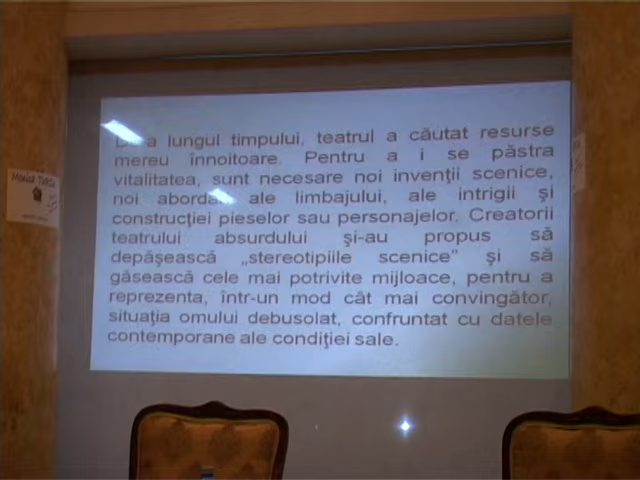 De a lungul timpului, teatrul a căutat resurse
mereu înnoitoare. Pentru a i se păstra
vitalitatea, sunt necesare noi invenţii scenice,
noi abordări ale limbajului, ale intrigii şi
construcţiei pieselor sau personajelor. Creatorii
teatrului absurdului şi-au propus să
depăşească „stereotipiile scenice" şi să
găsească cele mai potrivite mijloace, pentru a
reprezenta, într-un mod cât mai convingător,
situaţia omului debusolat, confruntat cu datele
contemporane ale condiţiei sale.